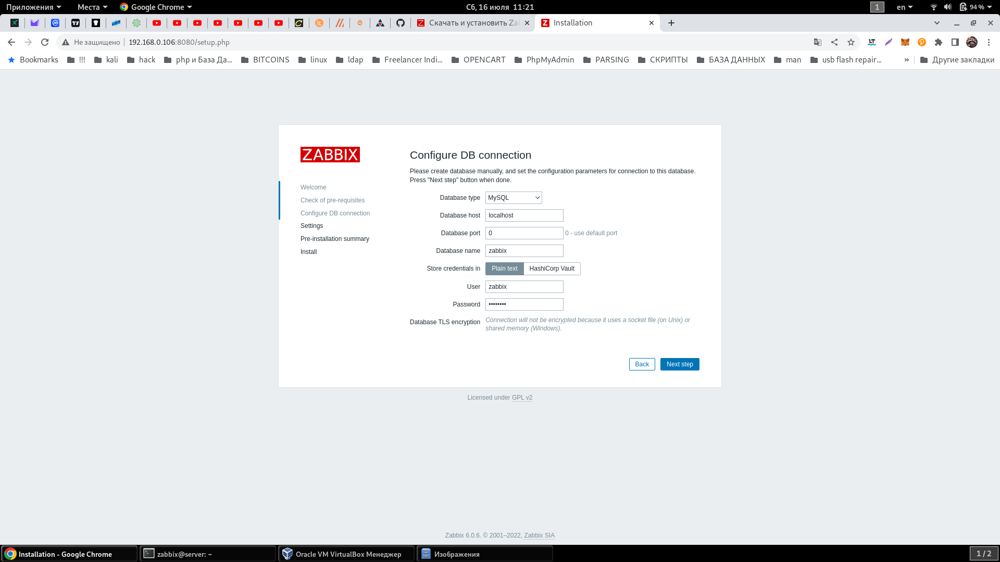 Приложения Места Google Chrome Сб, 16 июля 11:21 1 en 94 %
Скачать и установить Zab Installation
Не защищено 192.168.0.106:8080/setup.php
Bookmarks !!! kali hack php и База Да... BITCOINS linux ldap Freelancer Indi... OPENCART PhpMyAdmin PARSING СКРИПТЫ БАЗА ДАННЫХ man usb flash repair... » Другие закладки
ZABBIX
Welcome
Check of pre-requisites
Configure DB connection
Settings
Pre-installation summary
Install
Configure DB connection
Please create database manually, and set the configuration parameters for connection to this database.
Press "Next step" button when done.
Database type MySQL
Database host localhost
Database port 0 0 - use default port
Database name zabbix
Store credentials in Plain text HashiCorp Vault
User zabbix
Password ••••••••
Database TLS encryption Connection will not be encrypted because it uses a socket file (on Unix) or
shared memory (Windows).
Back Next step
Licensed under GPL v2
Zabbix 6.0.6. © 2001–2022, Zabbix SIA
Installation - Google Chrome zabbix@server: ~ Oracle VM VirtualBox Менеджер Изображения 1 / 2